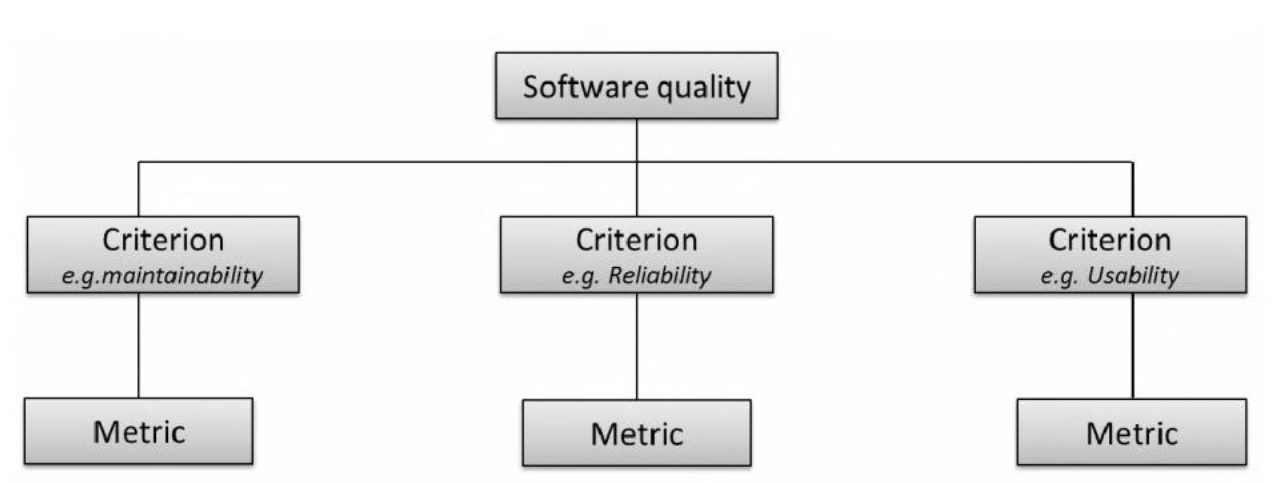 Software quality
Criterion
e.g.maintainability
Criterion
e.g. Reliability
Criterion
e.g. Usability
Metric
Metric
Metric